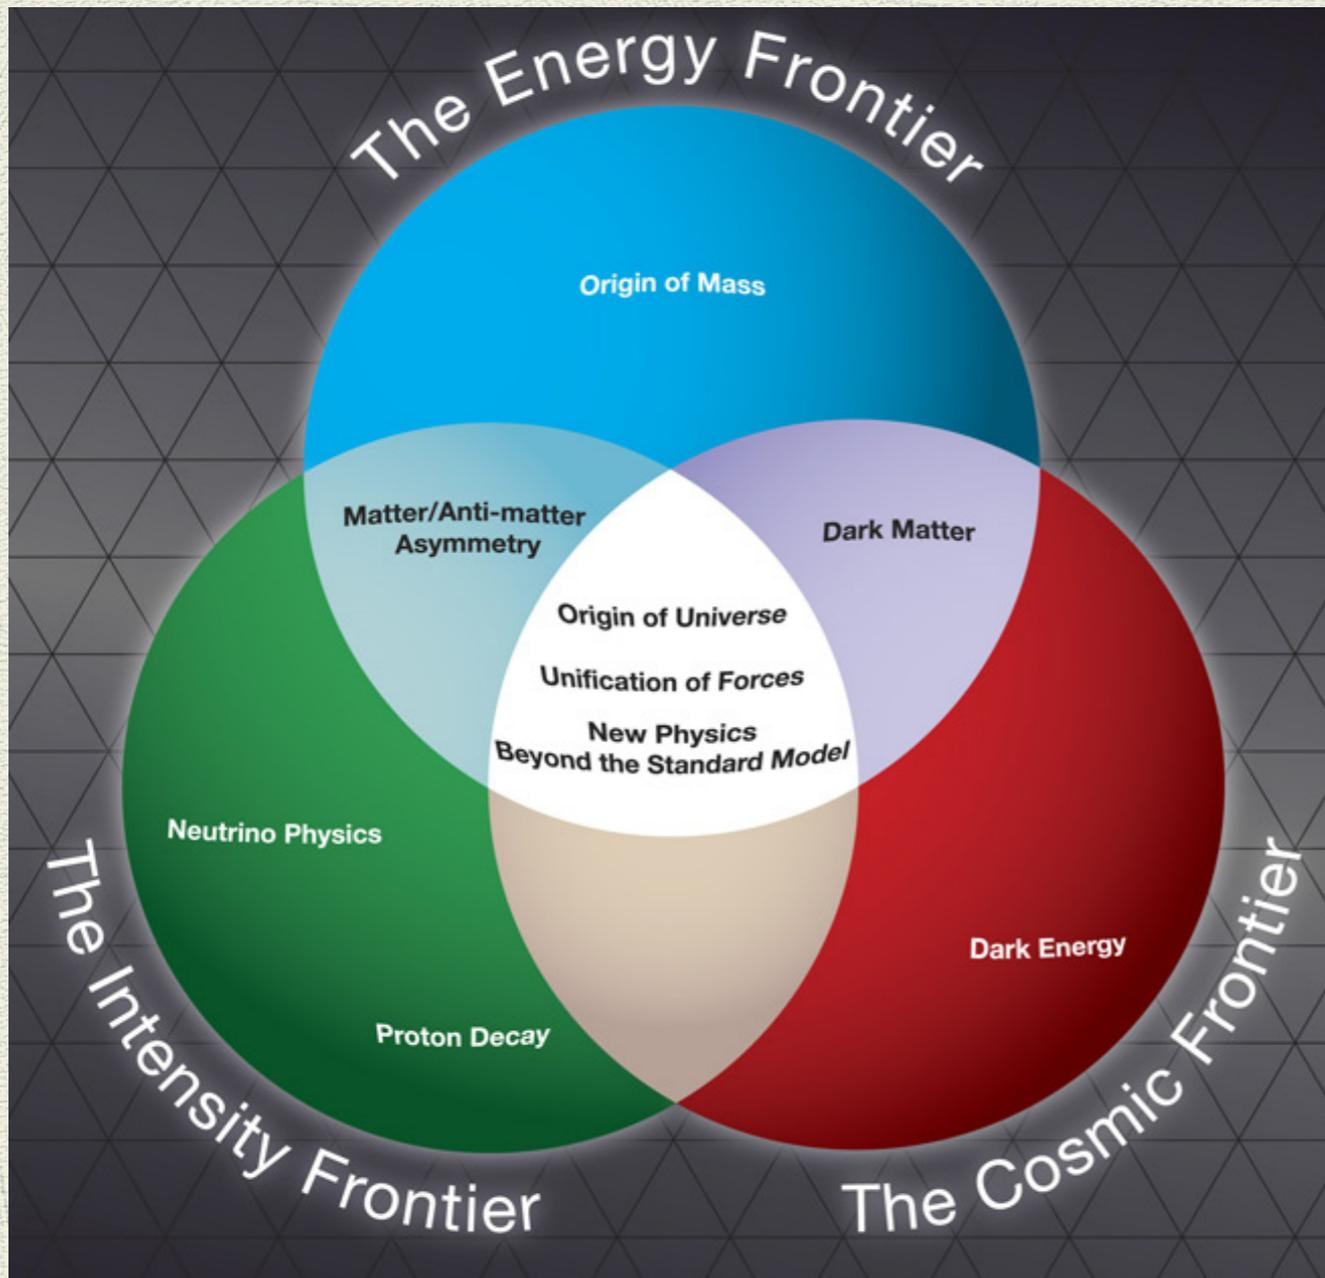 The Energy Frontier
Origin of Mass
Matter/Anti-matter
Asymmetry
Dark Matter
Origin of Universe
Unification of Forces
New Physics
Beyond the Standard Model
Neutrino Physics
Dark Energy
Proton Decay
The Intensity Frontier
The Cosmic Frontier